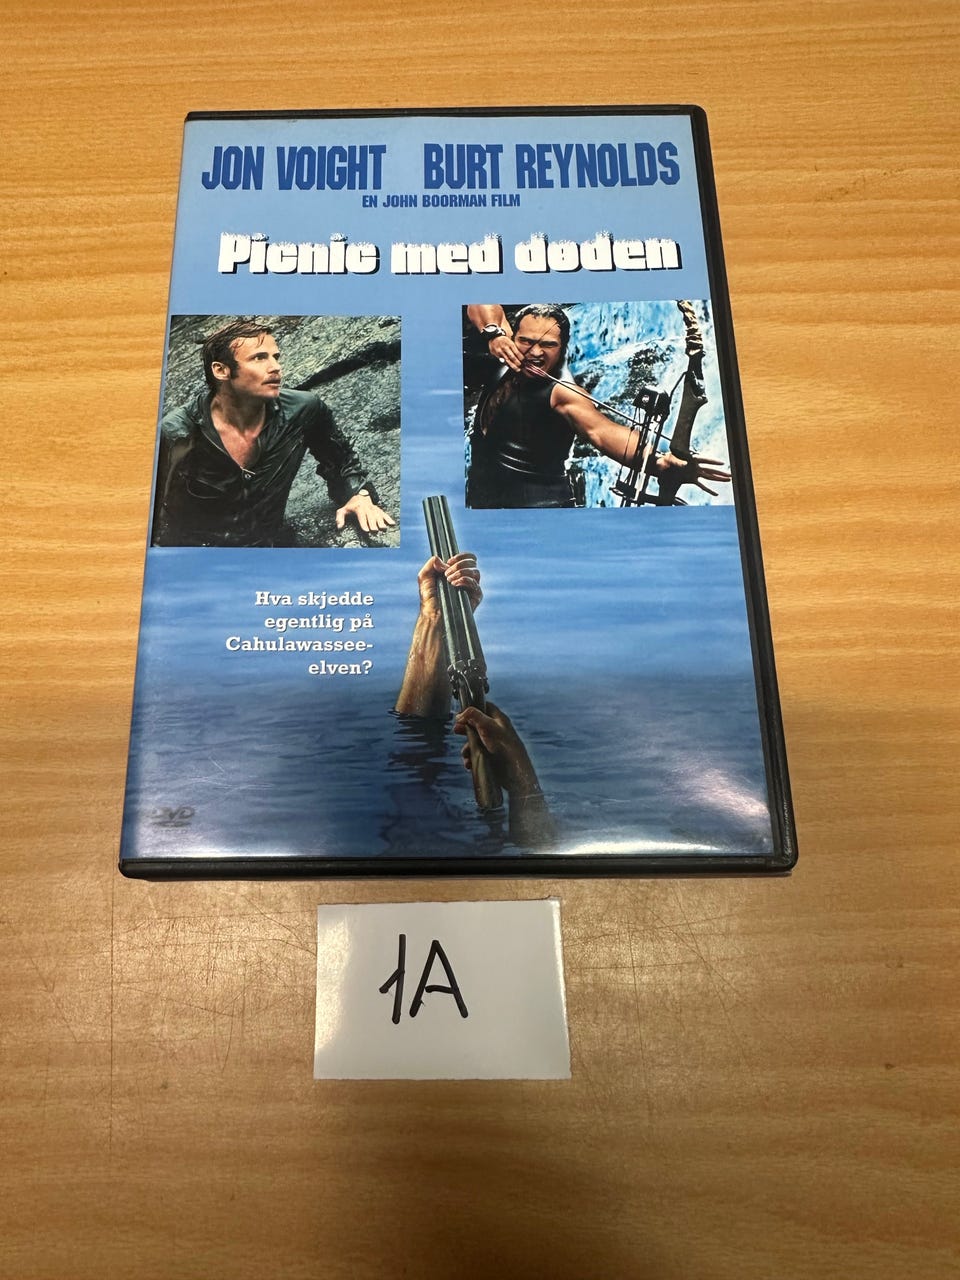 JON VOIGHT BURT REYNOLDS
EN JOHN BOORMAN FILM
Picnic med døden
Hva skjedde
egentlig på
Cahulawassee-
elven?
DVD
1A